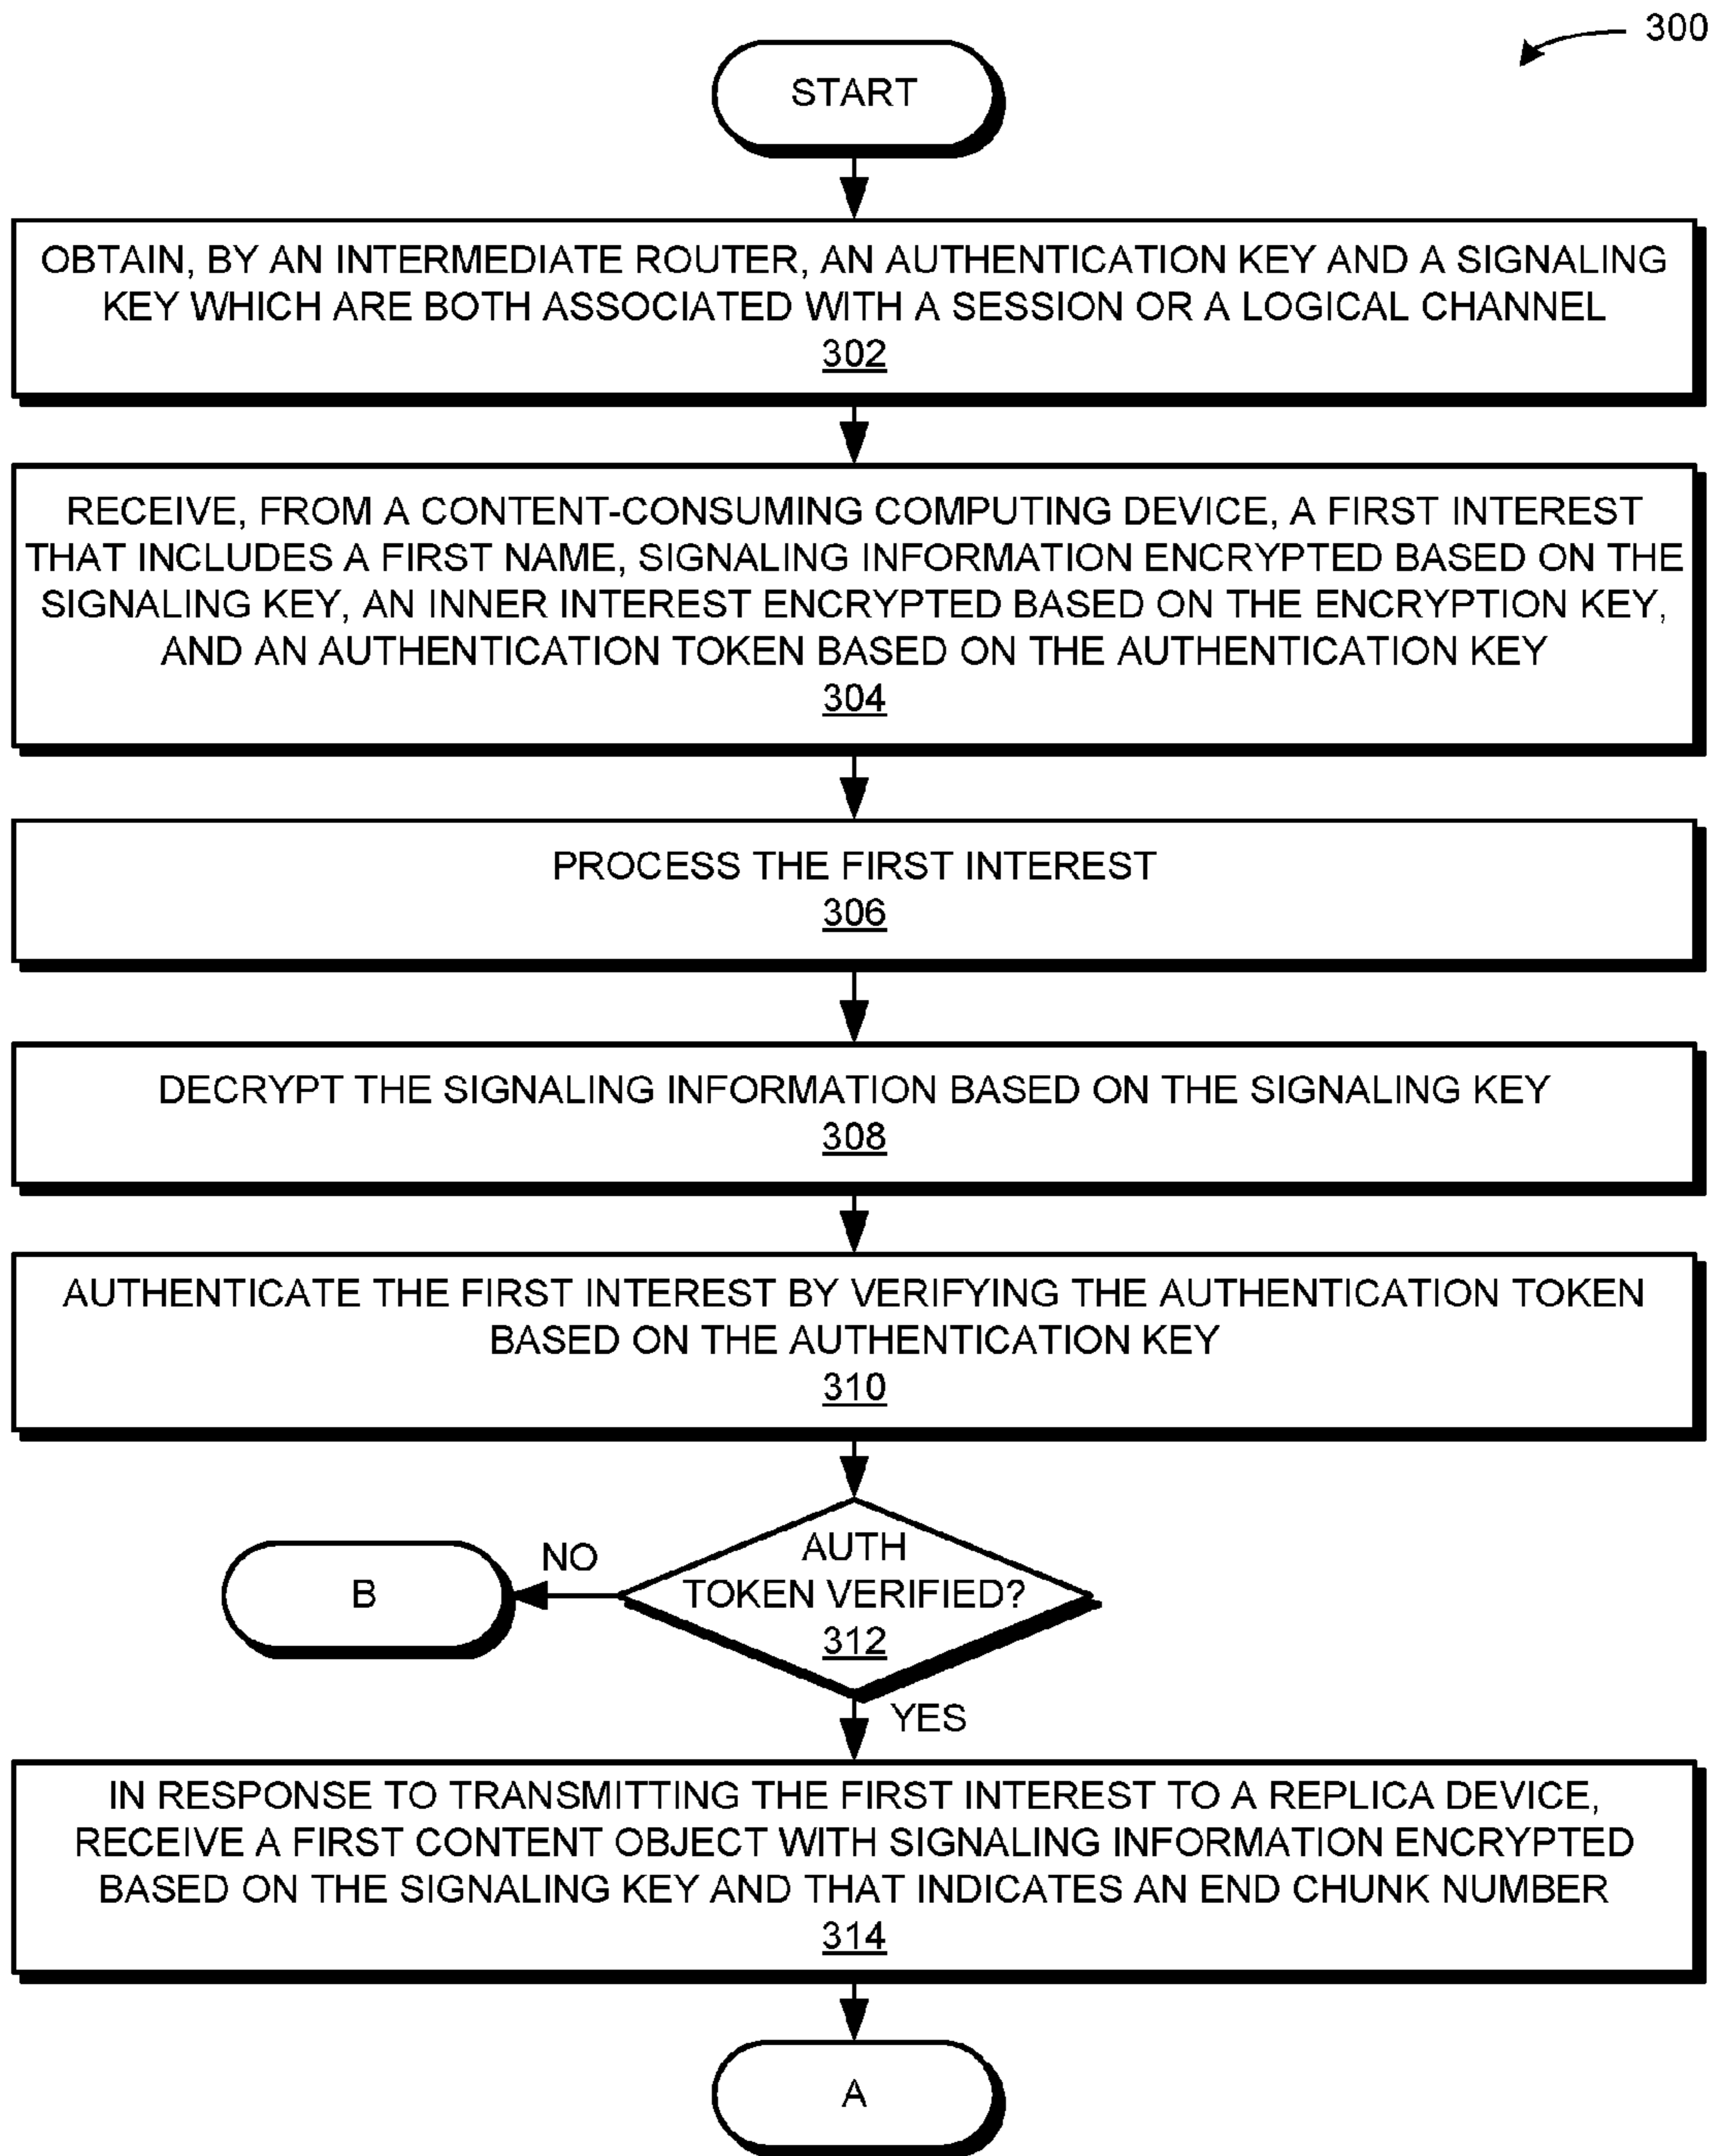 300
START
OBTAIN, BY AN INTERMEDIATE ROUTER, AN AUTHENTICATION KEY AND A SIGNALING
KEY WHICH ARE BOTH ASSOCIATED WITH A SESSION OR A LOGICAL CHANNEL
302
RECEIVE, FROM A CONTENT-CONSUMING COMPUTING DEVICE, A FIRST INTEREST
THAT INCLUDES A FIRST NAME, SIGNALING INFORMATION ENCRYPTED BASED ON THE
SIGNALING KEY, AN INNER INTEREST ENCRYPTED BASED ON THE ENCRYPTION KEY,
AND AN AUTHENTICATION TOKEN BASED ON THE AUTHENTICATION KEY
304
PROCESS THE FIRST INTEREST
306
DECRYPT THE SIGNALING INFORMATION BASED ON THE SIGNALING KEY
308
AUTHENTICATE THE FIRST INTEREST BY VERIFYING THE AUTHENTICATION TOKEN
BASED ON THE AUTHENTICATION KEY
310
AUTH
TOKEN VERIFIED?
312
NO
B
YES
IN RESPONSE TO TRANSMITTING THE FIRST INTEREST TO A REPLICA DEVICE,
RECEIVE A FIRST CONTENT OBJECT WITH SIGNALING INFORMATION ENCRYPTED
BASED ON THE SIGNALING KEY AND THAT INDICATES AN END CHUNK NUMBER
314
A